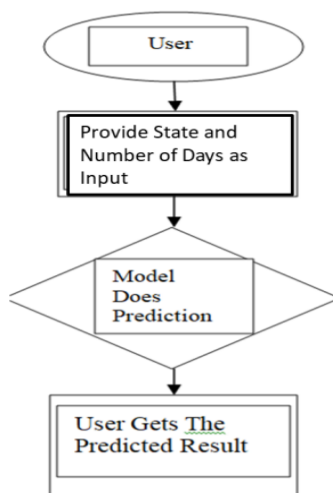 User
Provide State and
Number of Days as
Input
Model
Does
Prediction
User Gets The
Predicted Result